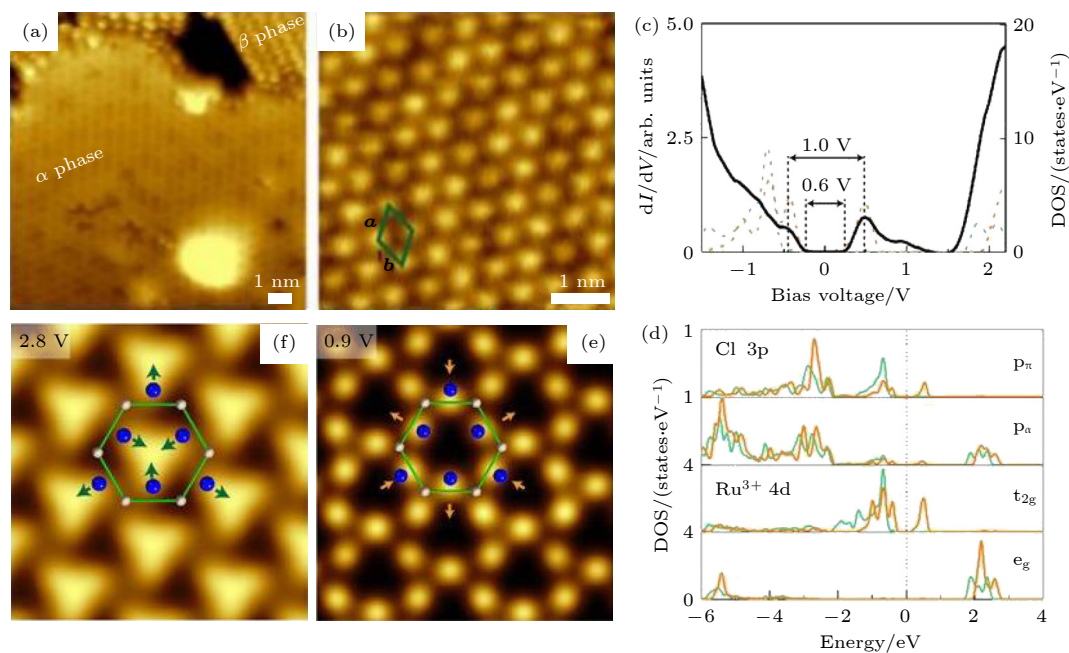 (a)
β phase
α phase
1 nm
(b)
a
b
1 nm
(c)
5.0
2.5
0
dI/dV/arb. units
1.0 V
0.6 V
20
10
0
DOS/(states·eV⁻¹)
−1
0
1
2
Bias voltage/V
2.8 V
(f)
0.9 V
(e)
(d)
1
Cl 3p
pπ
1
pα
4
Ru³⁺ 4d
t₂g
4
eg
0
DOS/(states·eV⁻¹)
−6
−4
−2
0
2
4
Energy/eV